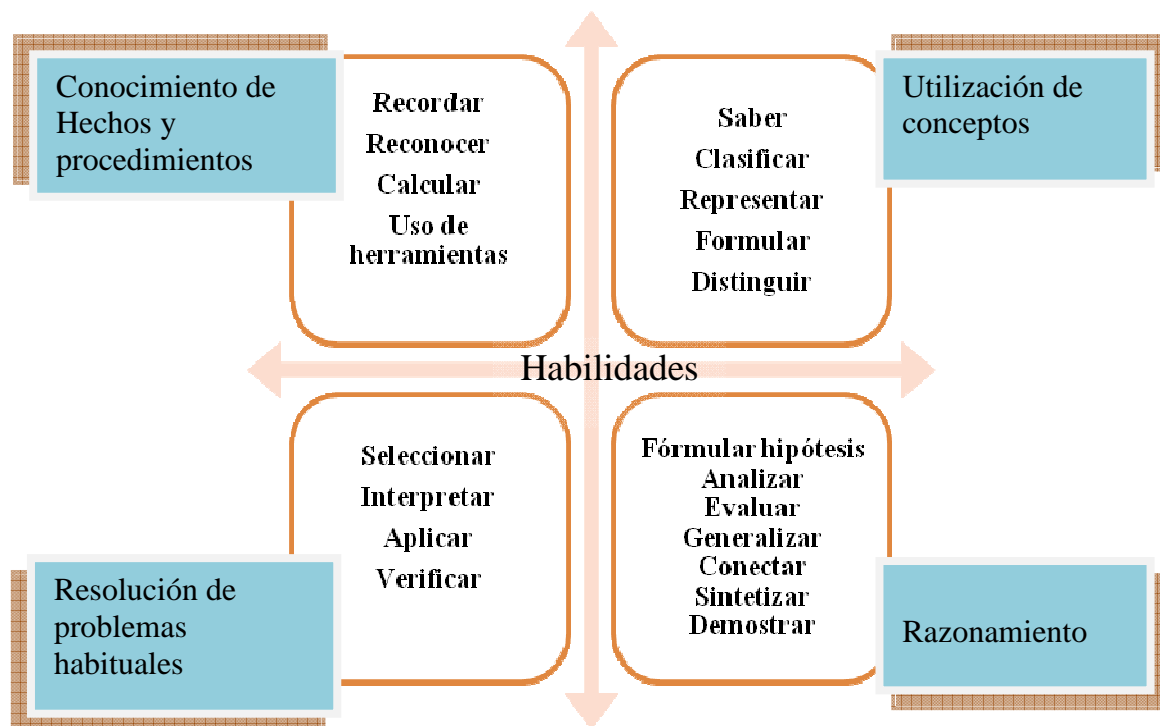 Conocimiento de
Hechos y
procedimientos
Recordar
Reconocer
Calcular
Uso de
herramientas
Utilización de
conceptos
Saber
Clasificar
Representar
Formular
Distinguir
Habilidades
Resolución de
problemas
habituales
Seleccionar
Interpretar
Aplicar
Verificar
Razonamiento
Fórmular hipótesis
Analizar
Evaluar
Generalizar
Conectar
Sintetizar
Demostrar